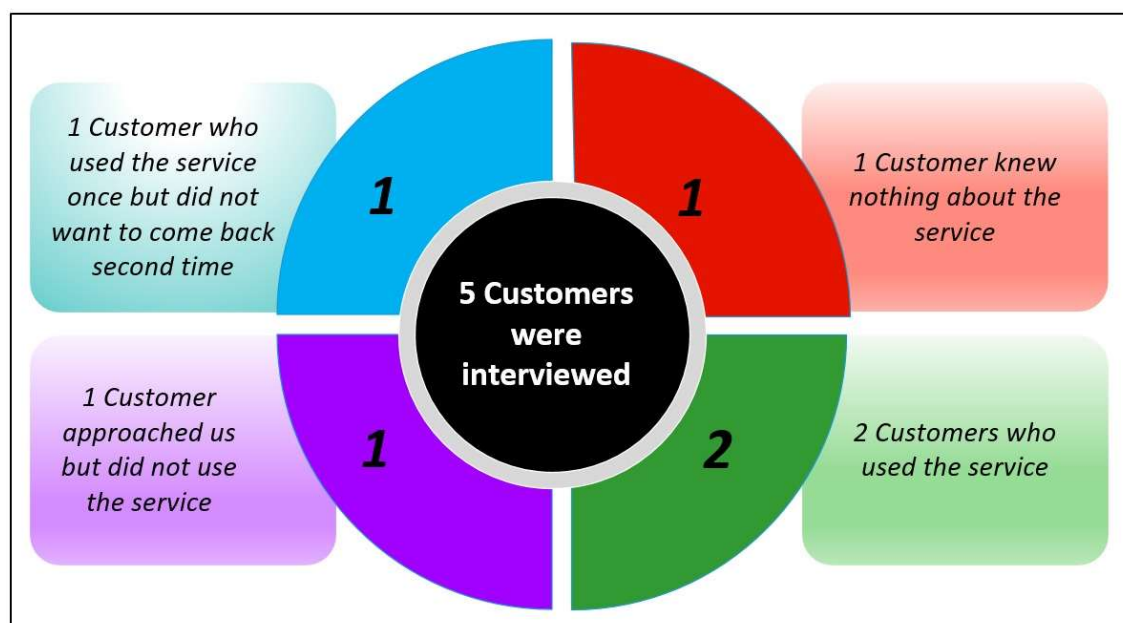 1 Customer who
used the service
once but did not
want to come back
second time
1
1
1 Customer knew
nothing about the
service
5 Customers
were
interviewed
1 Customer
approached us
but did not use
the service
1
2
2 Customers who
used the service